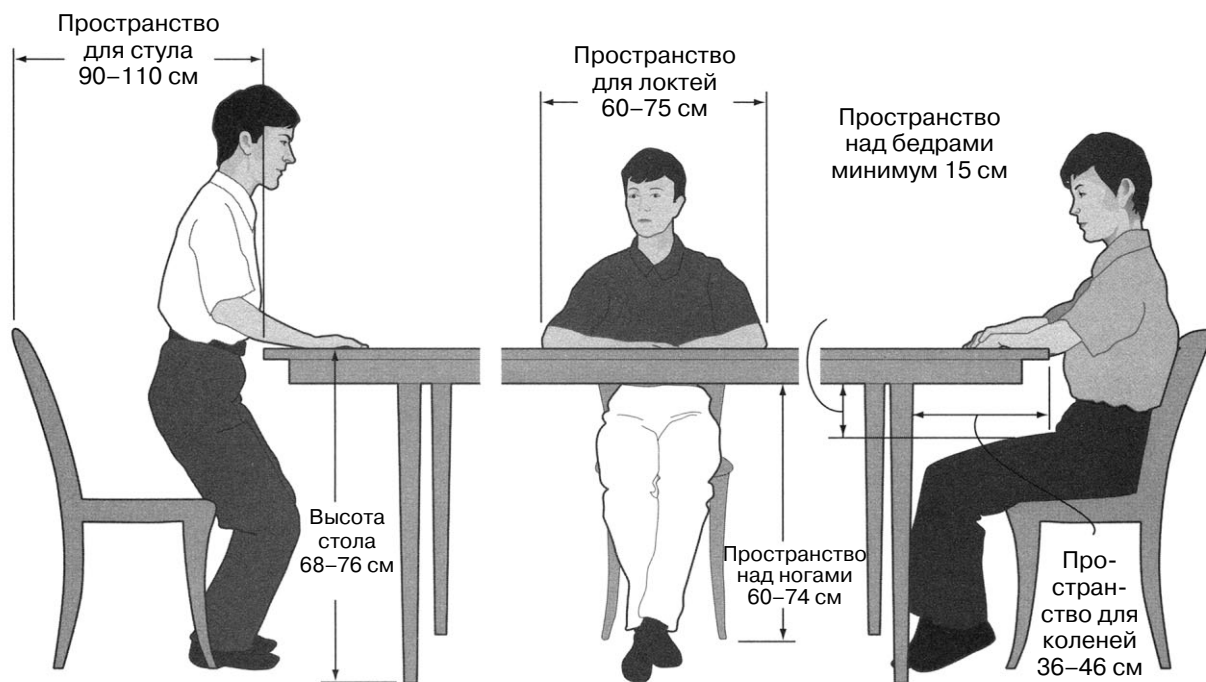 Пространство
для стула
90–110 см
Пространство
для локтей
60–75 см
Пространство
над бедрами
минимум 15 см
Высота
стола
68–76 см
Пространство
над ногами
60–74 см
Про-
стран-
ство для
коленей
36–46 см